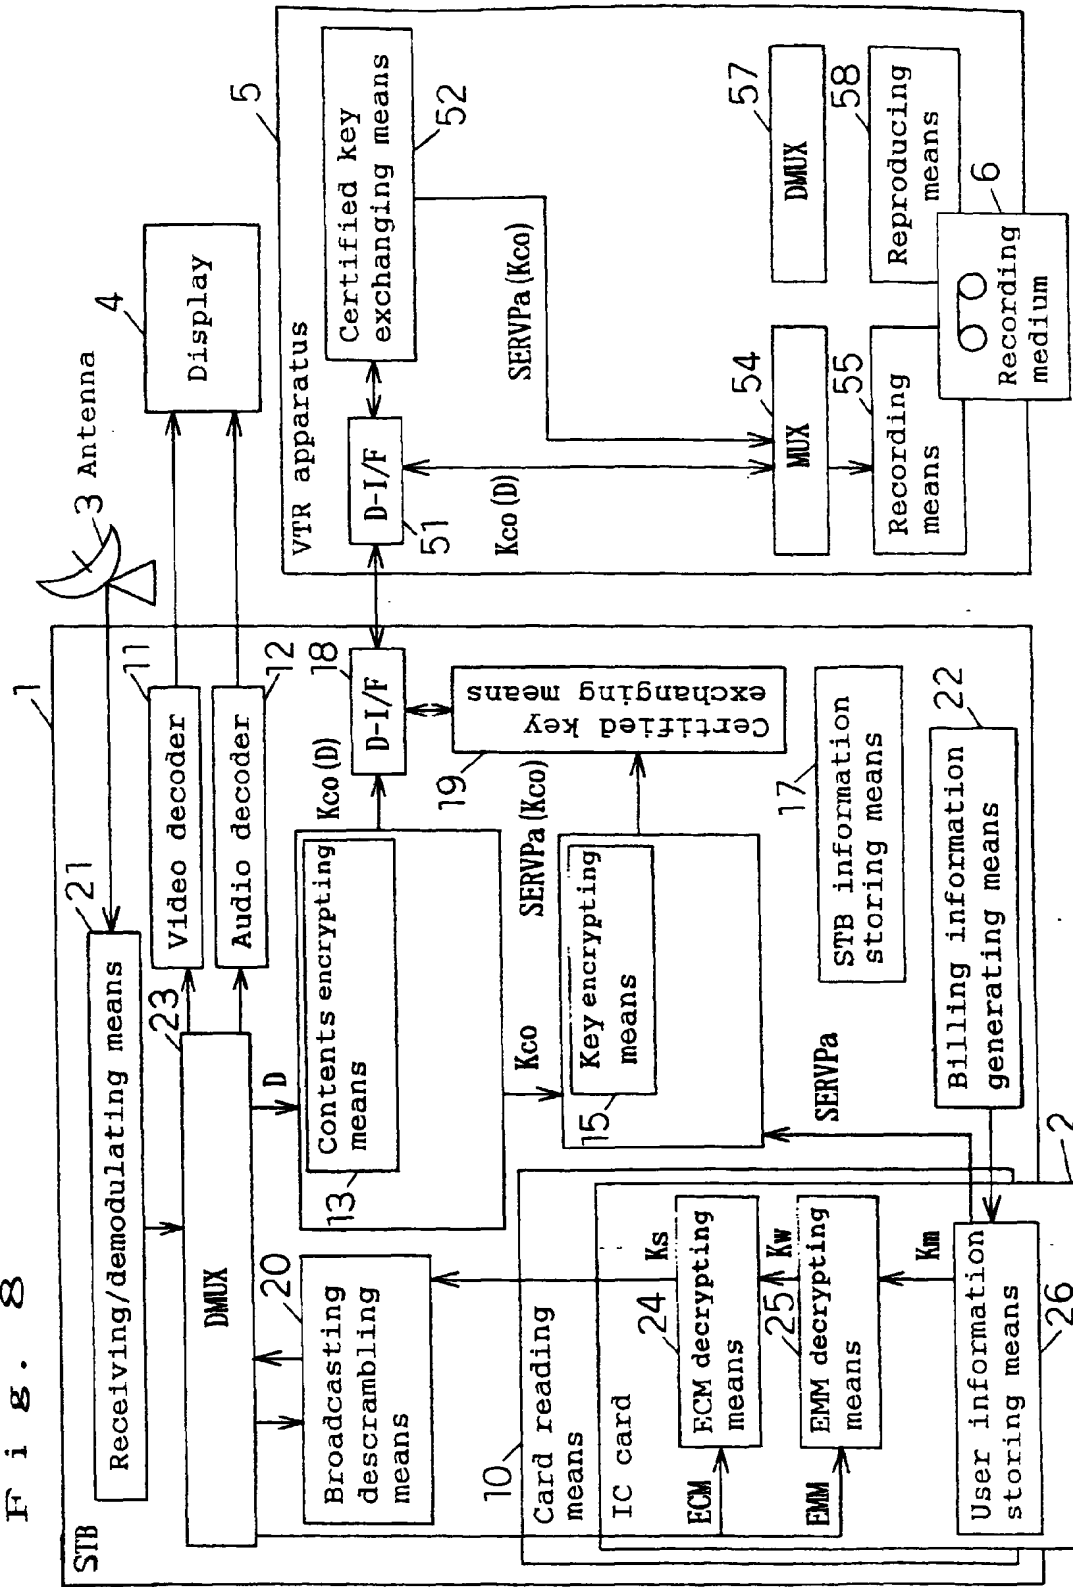 Fig. 8
STB
1
Receiving/demodulating means
21
3
Antenna
DMUX
23
Video decoder
11
Audio decoder
12
4
Display
D
20
Broadcasting
descrambling
means
Contents encrypting
means
13
Kco(D)
18
D-I/F
Kco
SERVPa(Kco)
19
Certified key
exchanging means
Key encrypting
means
15
17
STB information
storing means
SERVPa
22
Billing information
generating means
10
Card reading
means
2
IC card
Ks
24
ECM decrypting
means
ECM
Kw
25
EMM decrypting
means
EMM
Km
User information
storing means
26
5
VTR apparatus
D-I/F
51
Certified key
exchanging means
52
Kco(D)
SERVPa(Kco)
54
MUX
57
DMUX
55
Recording
means
58
Reproducing
means
6
Recording
medium